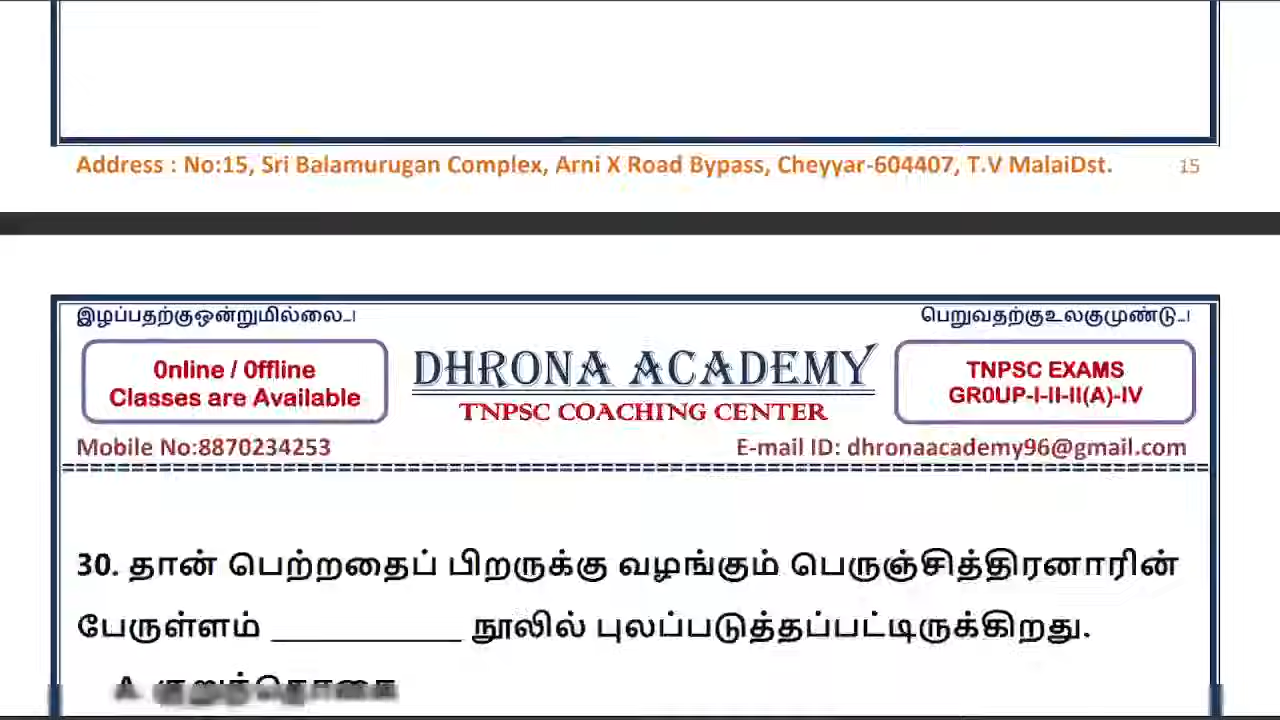 Address : No:15, Sri Balamurugan Complex, Arni X Road Bypass, Cheyyar-604407, T.V MalaiDst. 15
இழப்பதற்குஒன்றுமில்லை...! பெறுவதற்குஉலகுமுண்டு...!
0nline / 0ffline
Classes are Available
DHRONA ACADEMY
TNPSC COACHING CENTER
TNPSC EXAMS
GR0UP-I-II-II(A)-IV
Mobile No:8870234253 E-mail ID: dhronaacademy96@gmail.com
30. தான் பெற்றதைப் பிறருக்கு வழங்கும் பெருஞ்சித்திரனாரின்
பேருள்ளம் ____________ நூலில் புலப்படுத்தப்பட்டிருக்கிறது.
A. குறுந்தொகை